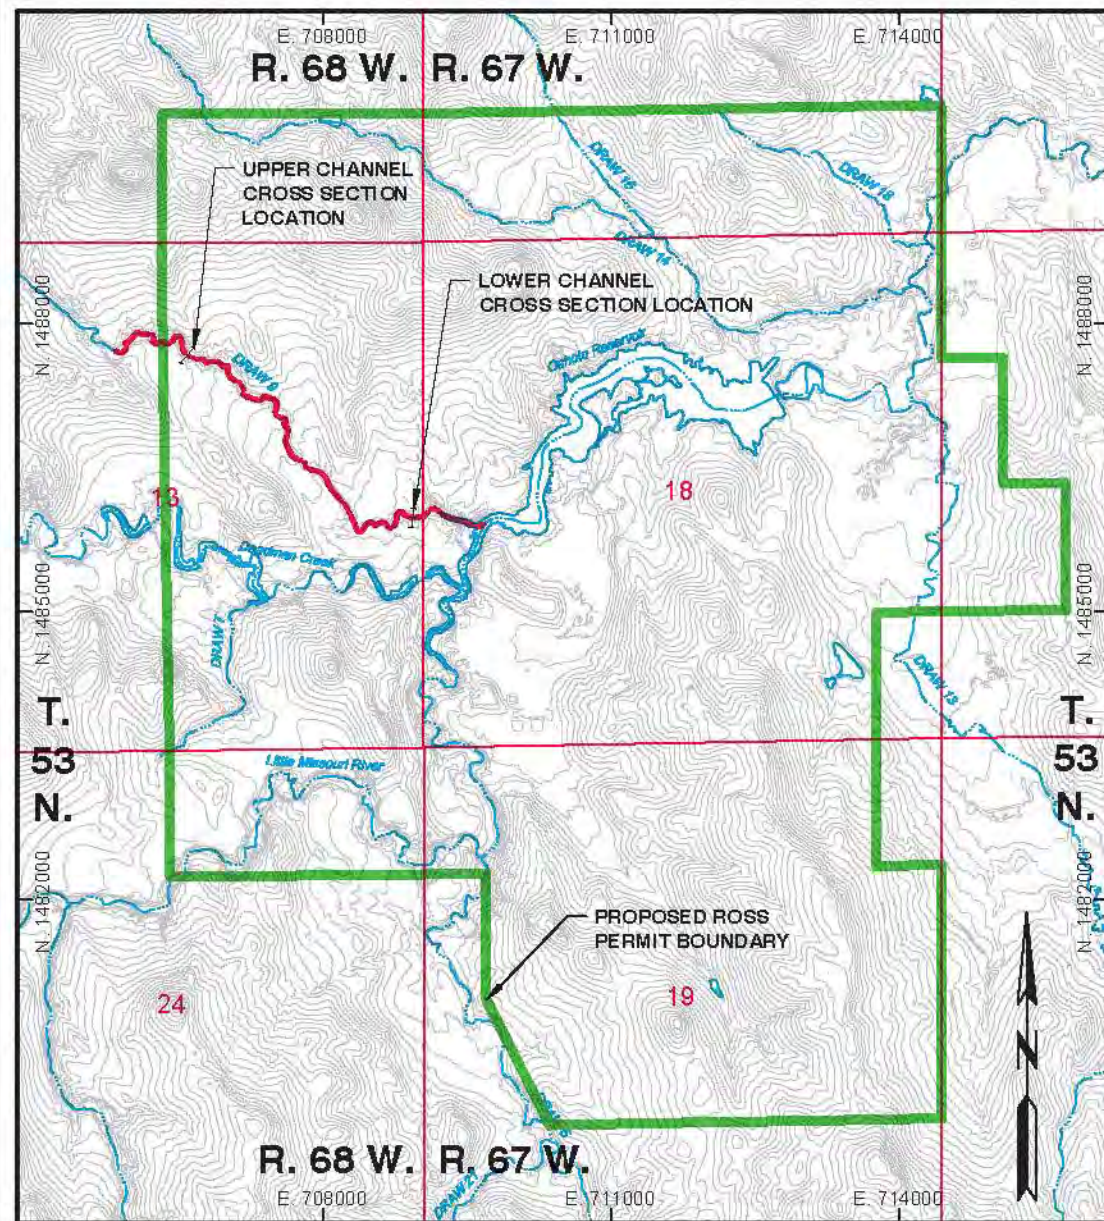 E. 708000
E. 711000
E. 714000
R. 68 W.
R. 67 W.
UPPER CHANNEL
CROSS SECTION
LOCATION
DRAW 16
DRAW 18
DRAW 14
LOWER CHANNEL
CROSS SECTION LOCATION
N. 1488000
N. 1488000
Oshoto Reservoir
13
18
Deadman Creek
DRAW 7
N. 1485000
N. 1485000
DRAW 13
T.
53
N.
T.
53
N.
Little Missouri River
N. 1482000
N. 1482000
PROPOSED ROSS
PERMIT BOUNDARY
24
19
N
R. 68 W.
R. 67 W.
DRAW 21
E. 708000
E. 711000
E. 714000